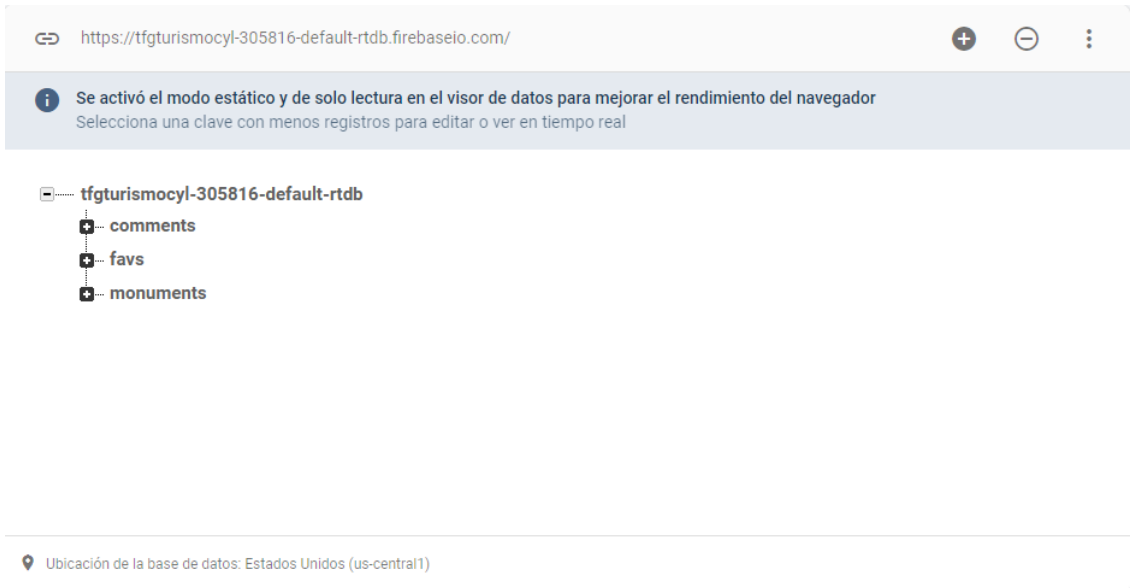 https://tfgturismocyl-305816-default-rtdb.firebaseio.com/
Se activó el modo estático y de solo lectura en el visor de datos para mejorar el rendimiento del navegador
Selecciona una clave con menos registros para editar o ver en tiempo real
tfgturismocyl-305816-default-rtdb
comments
favs
monuments
Ubicación de la base de datos: Estados Unidos (us-central1)